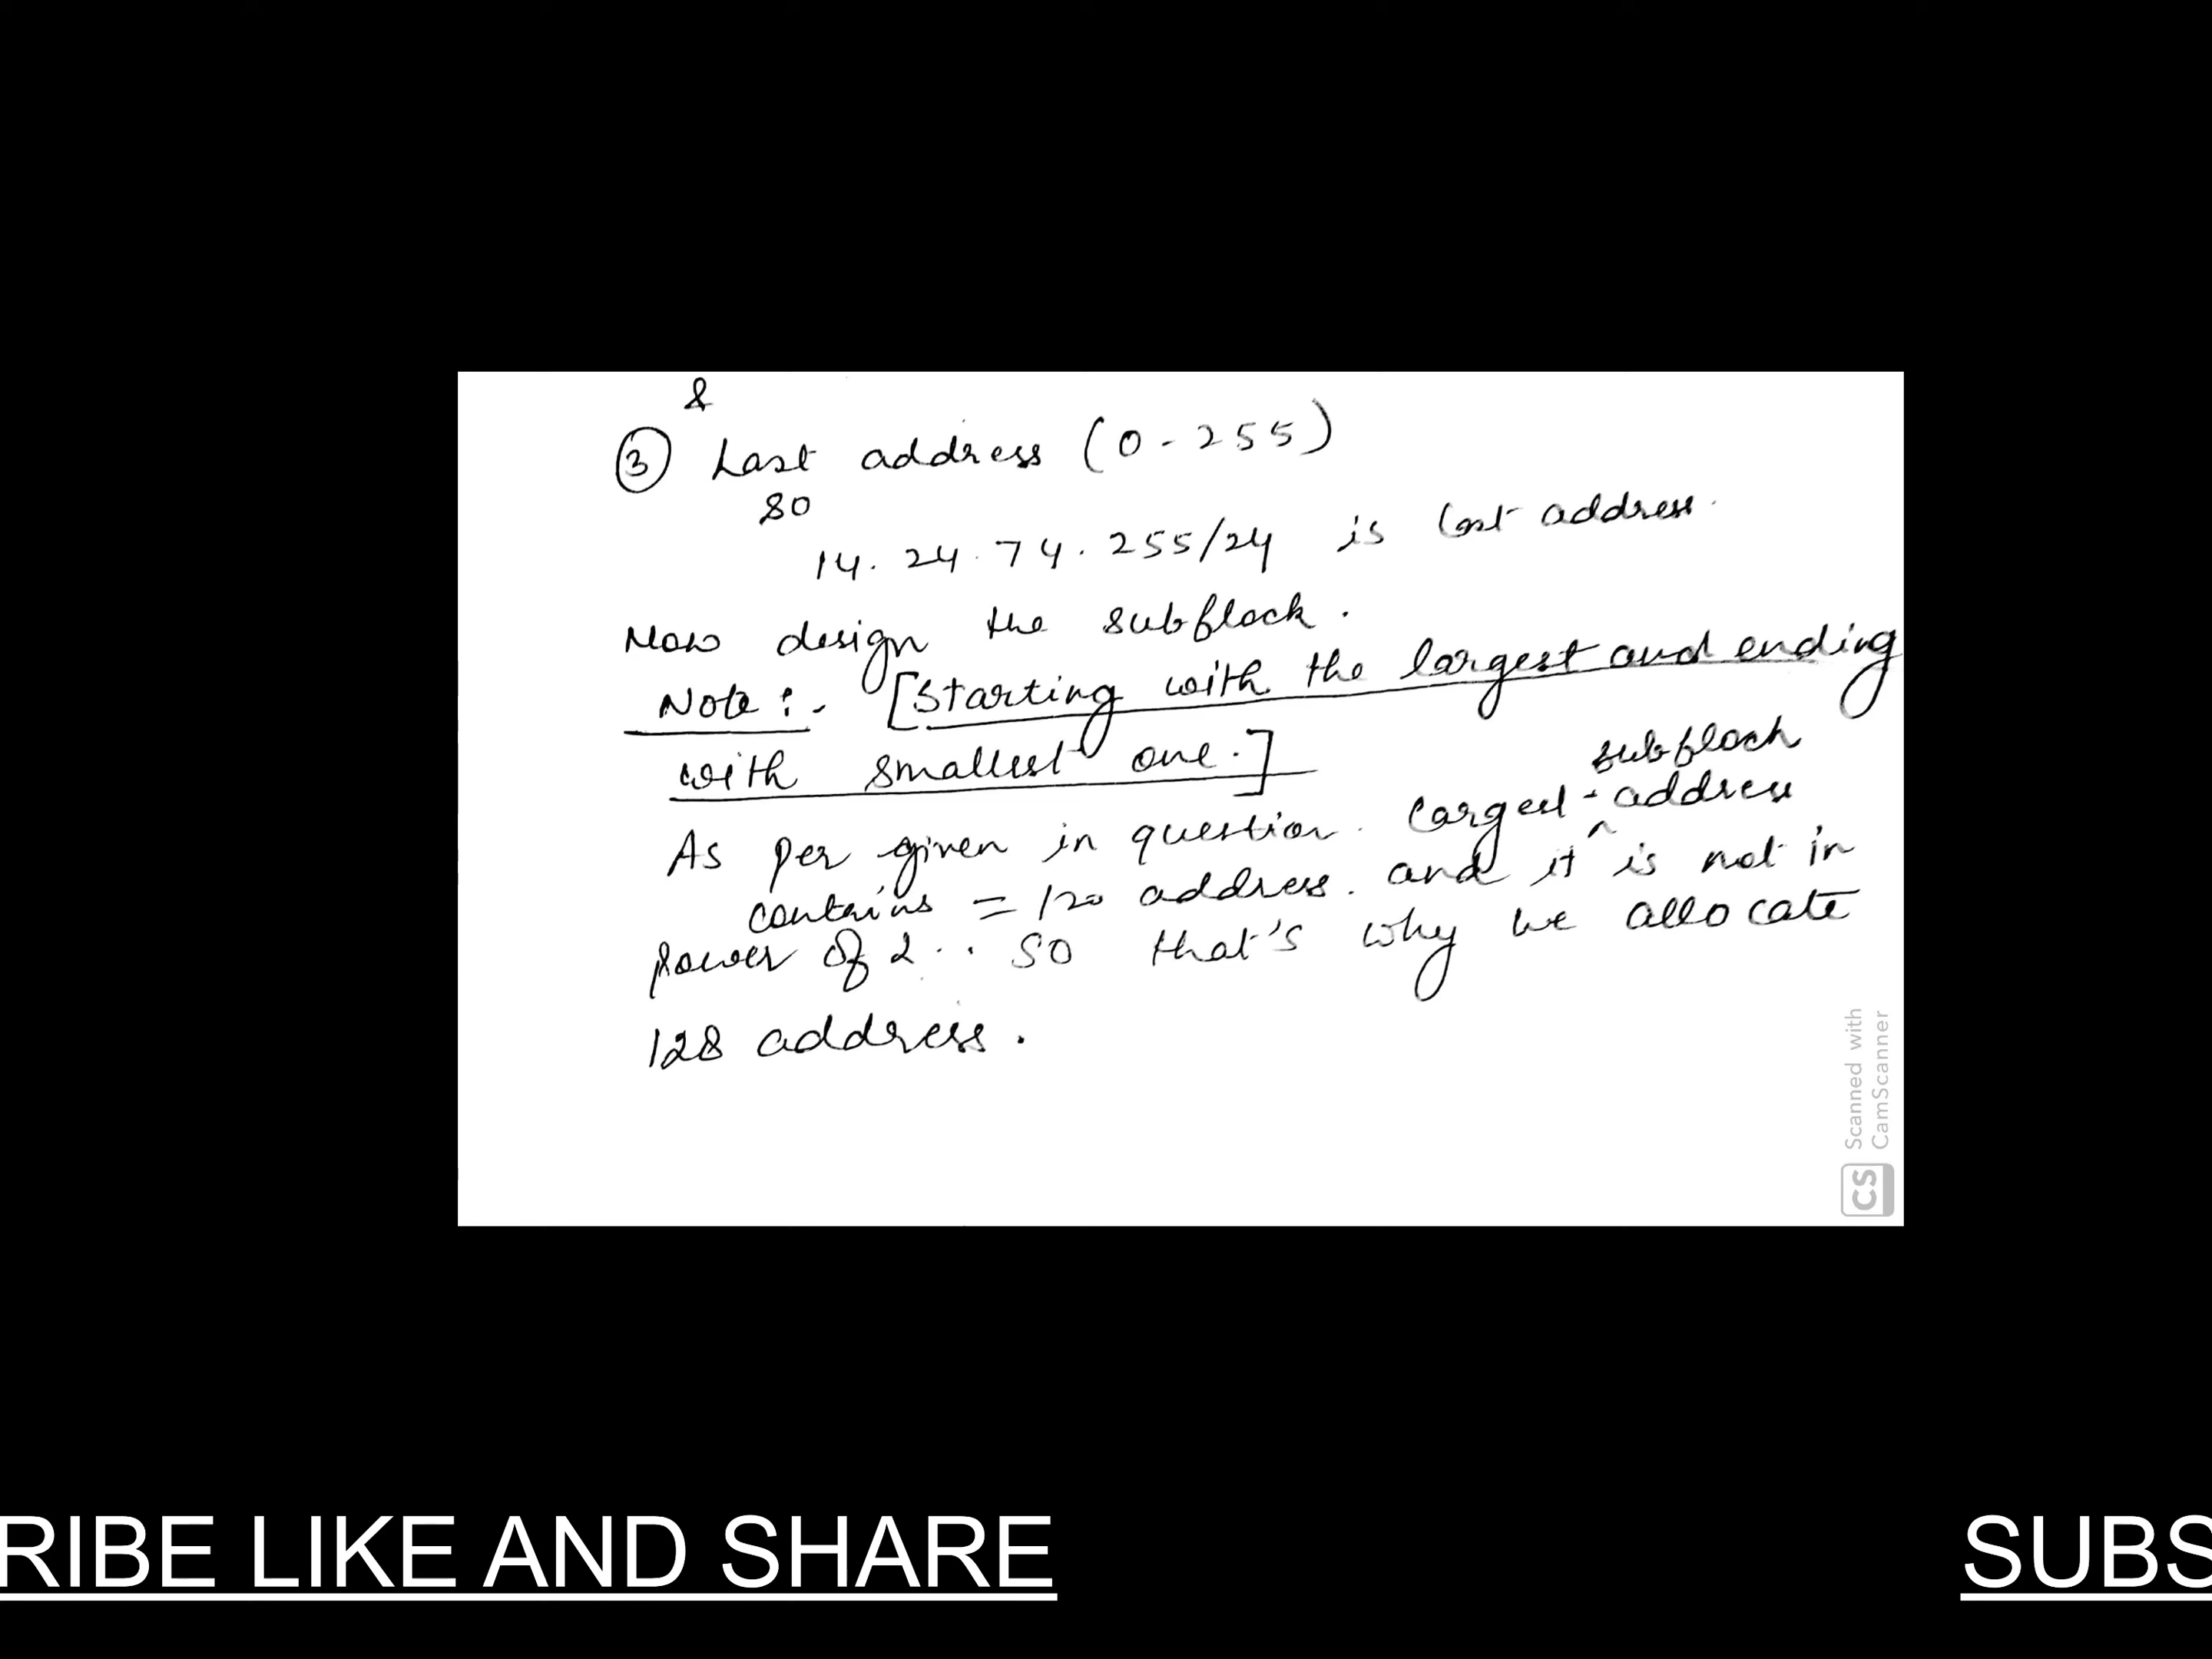 &
③ Last address (0-255)
So
14.24.74.255/24 is last address.
Now design the subblock.
Note:- [Starting with the largest and ending
with smallest one.]
subblock
As per given in question. largest address
contains = 120 address. and it is not in
power of 2.. So that's why we allocate
128 address.
Scanned with
CamScanner
CS
RIBE LIKE AND SHARE
SUBS